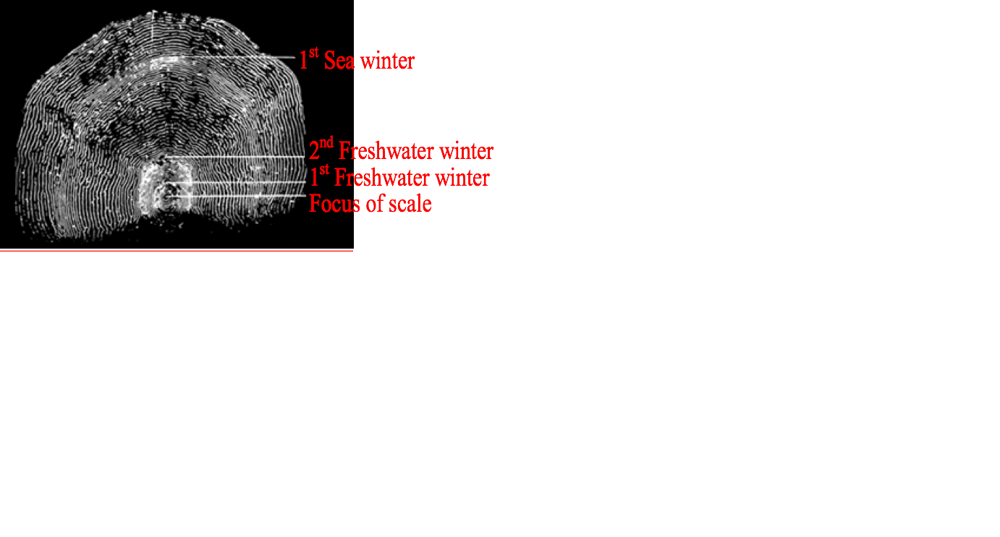 1st Sea winter
2nd Freshwater winter
1st Freshwater winter
Focus of scale